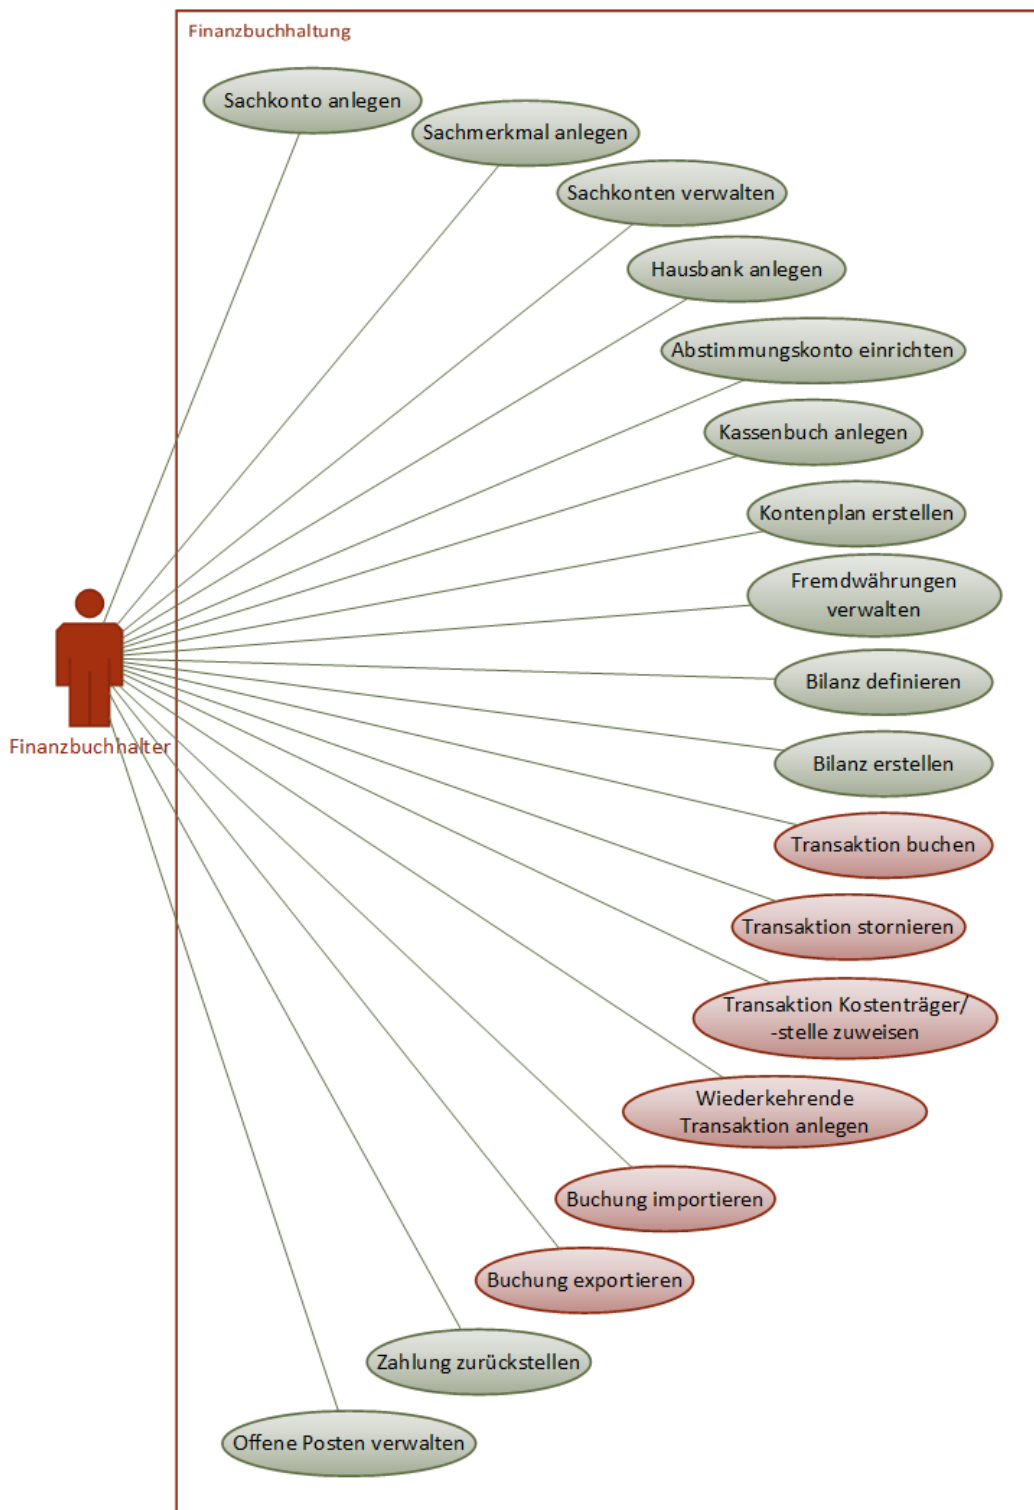 Finanzbuchhaltung
Sachkonto anlegen
Sachmerkmal anlegen
Sachkonten verwalten
Hausbank anlegen
Abstimmungskonto einrichten
Kassenbuch anlegen
Kontenplan erstellen
Fremdwährungen
verwalten
Bilanz definieren
Finanzbuchhalter
Bilanz erstellen
Transaktion buchen
Transaktion stornieren
Transaktion Kostenträger/
-stelle zuweisen
Wiederkehrende
Transaktion anlegen
Buchung importieren
Buchung exportieren
Zahlung zurückstellen
Offene Posten verwalten